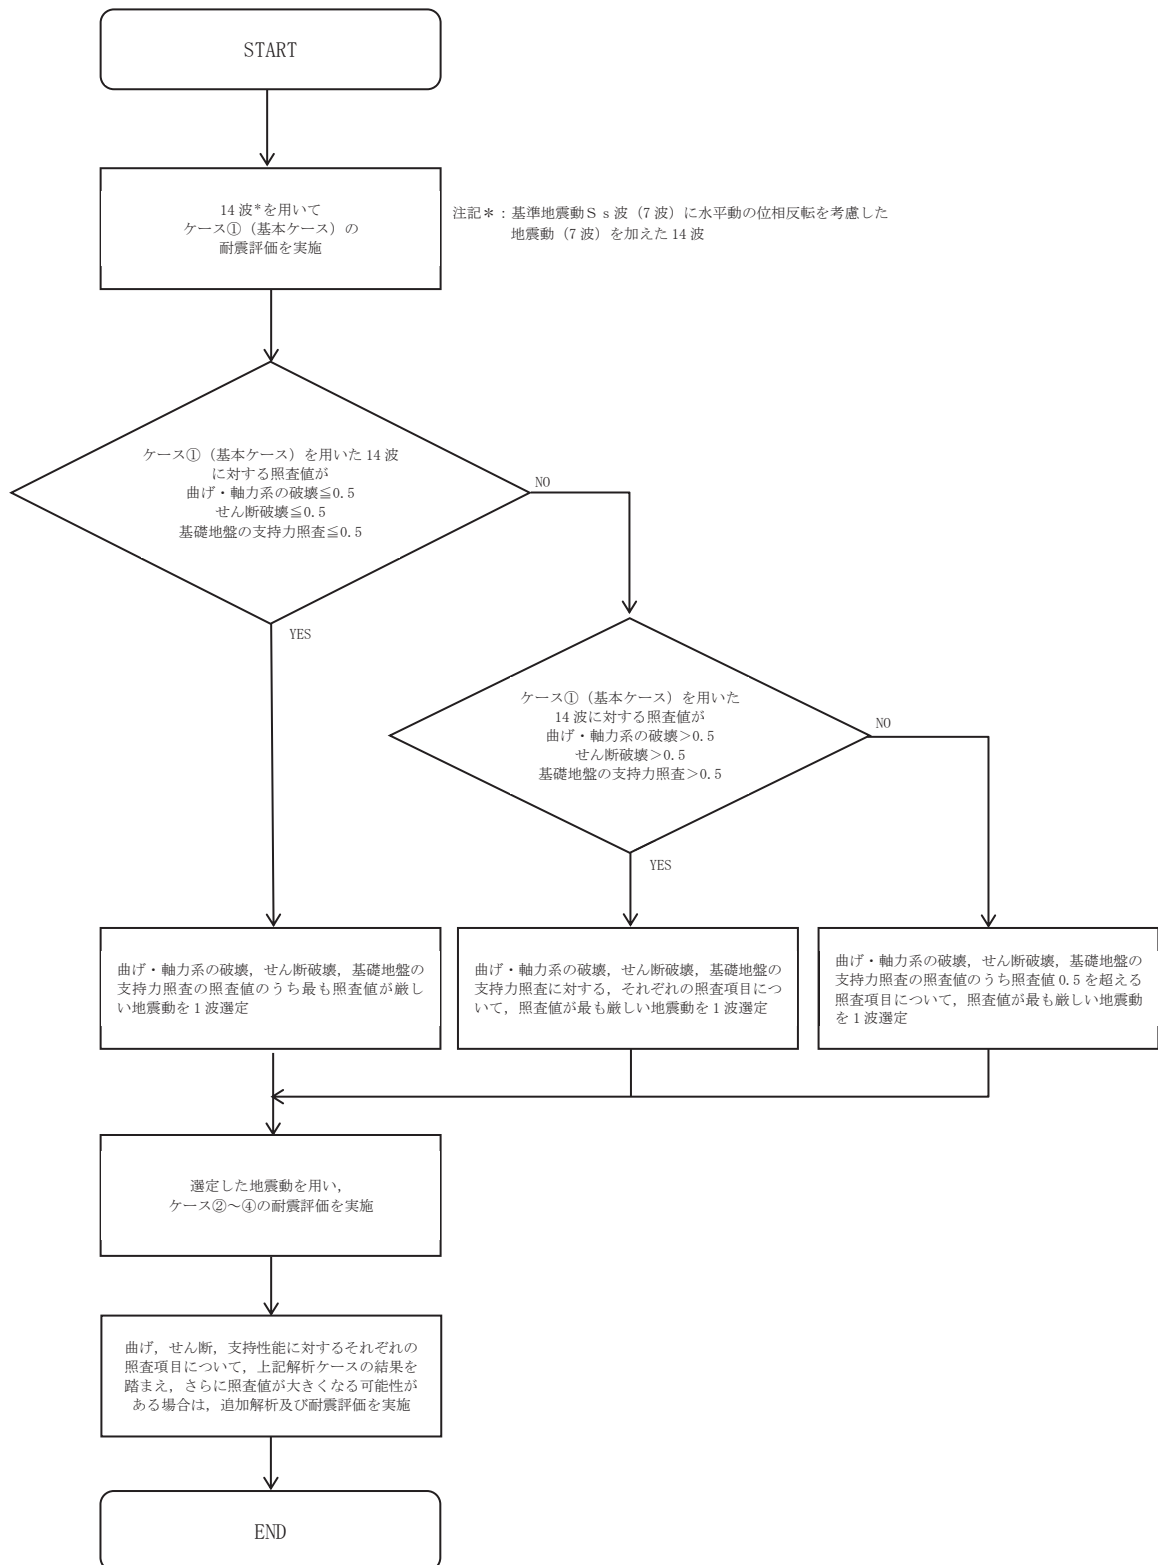 START
14 波*を用いて
ケース①（基本ケース）の
耐震評価を実施
注記＊：基準地震動Ｓｓ波（7 波）に水平動の位相反転を考慮した
地震動（7 波）を加えた 14 波
ケース①（基本ケース）を用いた 14 波
に対する照査値が
曲げ・軸力系の破壊≦0.5
せん断破壊≦0.5
基礎地盤の支持力照査≦0.5
NO
YES
ケース①（基本ケース）を用いた
14 波に対する照査値が
曲げ・軸力系の破壊＞0.5
せん断破壊＞0.5
基礎地盤の支持力照査＞0.5
NO
YES
曲げ・軸力系の破壊，せん断破壊，基礎地盤の
支持力照査の照査値のうち最も照査値が厳し
い地震動を 1 波選定
曲げ・軸力系の破壊，せん断破壊，基礎地盤の
支持力照査に対する，それぞれの照査項目につ
いて，照査値が最も厳しい地震動を 1 波選定
曲げ・軸力系の破壊，せん断破壊，基礎地盤の
支持力照査の照査値のうち照査値 0.5 を超える
照査項目について，照査値が最も厳しい地震動
を 1 波選定
選定した地震動を用い，
ケース②～④の耐震評価を実施
曲げ，せん断，支持性能に対するそれぞれの
照査項目について，上記解析ケースの結果を
踏まえ，さらに照査値が大きくなる可能性が
ある場合は，追加解析及び耐震評価を実施
END